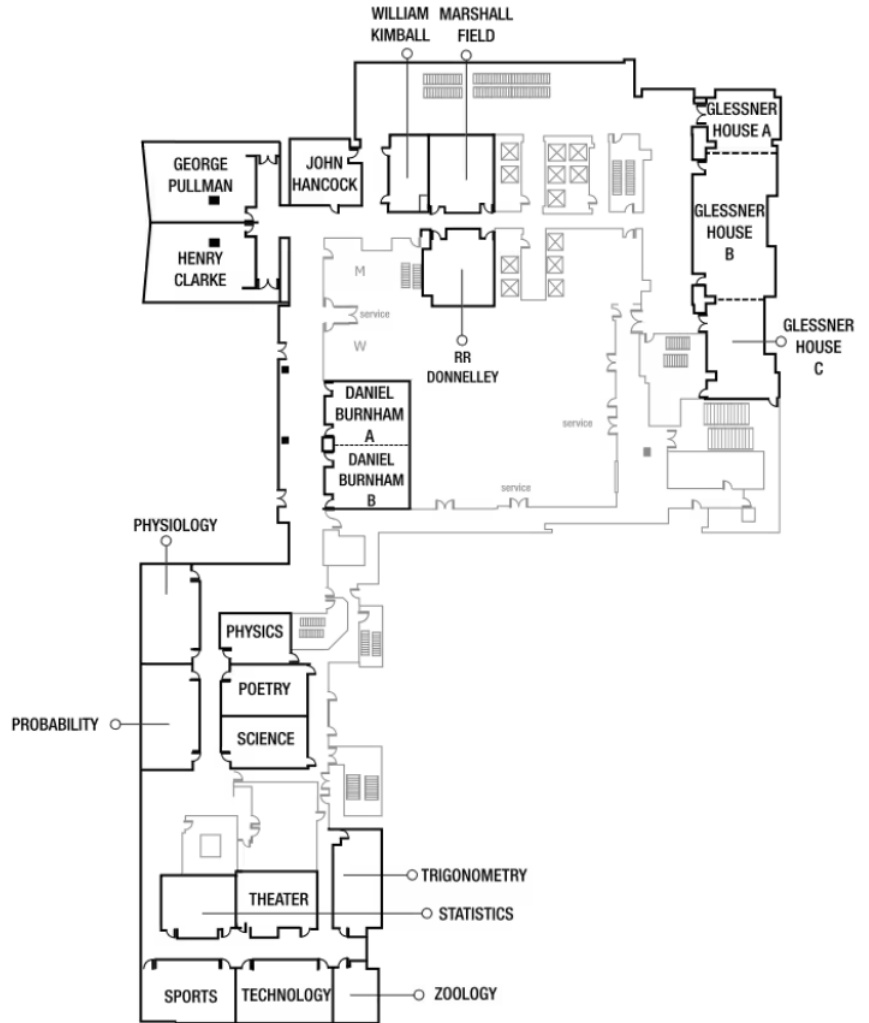 WILLIAM
KIMBALL
MARSHALL
FIELD
GLESSNER
HOUSE A
GEORGE
PULLMAN
JOHN
HANCOCK
GLESSNER
HOUSE
B
HENRY
CLARKE
M
service
W
RR
DONNELLEY
GLESSNER
HOUSE
C
DANIEL
BURNHAM
A
service
DANIEL
BURNHAM
B
service
PHYSIOLOGY
PHYSICS
POETRY
PROBABILITY
SCIENCE
TRIGONOMETRY
THEATER
STATISTICS
SPORTS
TECHNOLOGY
ZOOLOGY